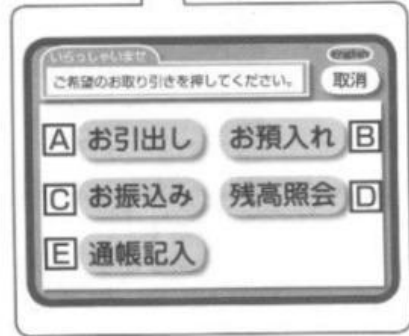 いらっしゃいませ
English
ご希望のお取り引きを押してください。
取消
A お引出し お預入れ B
C お振込み 残高照会 D
E 通帳記入